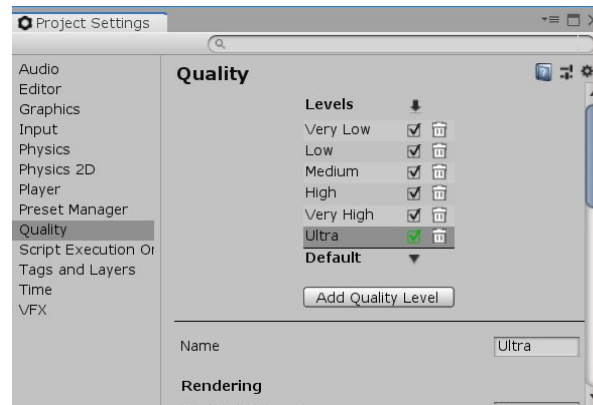 Project Settings
Audio
Editor
Graphics
Input
Physics
Physics 2D
Player
Preset Manager
Quality
Script Execution Or
Tags and Layers
Time
VFX
Quality
Levels
Very Low
Low
Medium
High
Very High
Ultra
Default
Add Quality Level
Name Ultra
Rendering